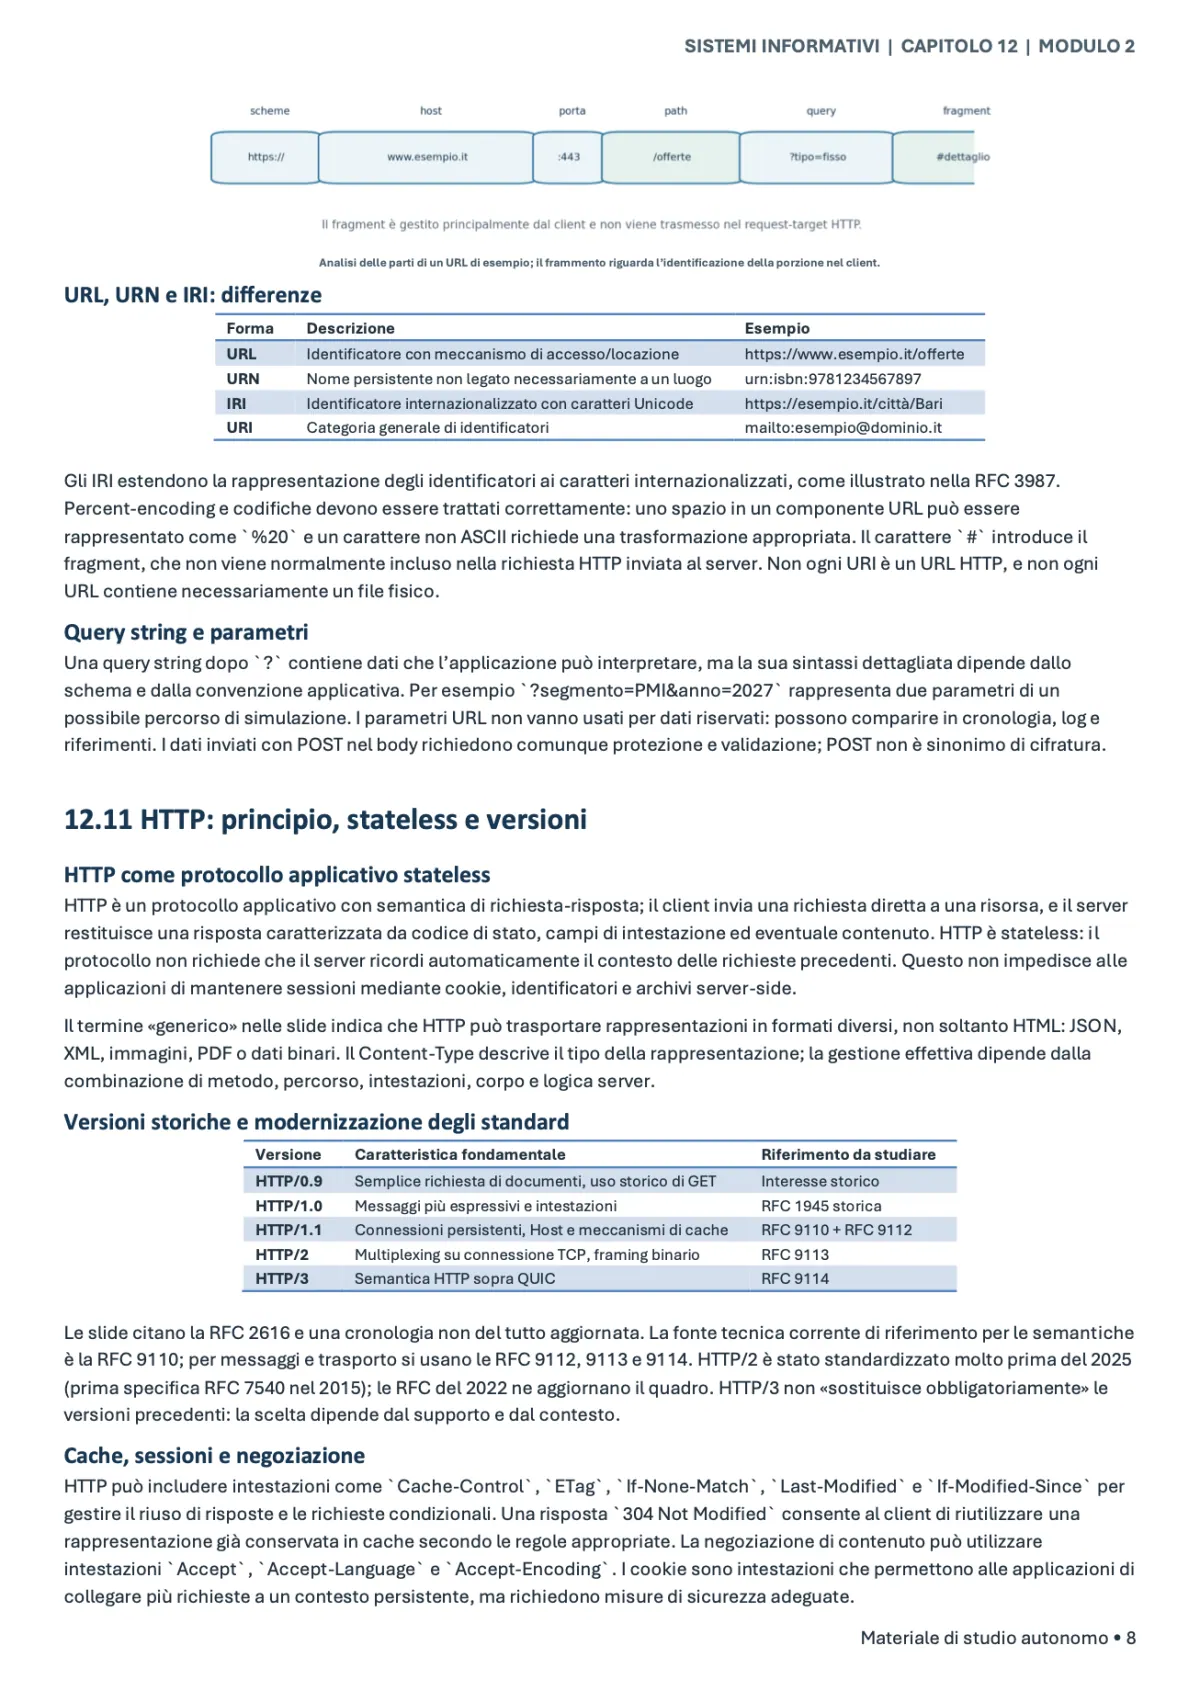 SISTEMI INFORMATIVI | CAPITOLO 12 | MODULO 2
scheme host porta path query fragment
https:// www.esempio.it :443 /offerte ?tipo=fisso #dettaglio
Il fragment è gestito principalmente dal client e non viene trasmesso nel request-target HTTP.
Analisi delle parti di un URL di esempio; il frammento riguarda l'identificazione della porzione nel client.
URL, URN e IRI: differenze
Forma Descrizione Esempio
URL Identificatore con meccanismo di accesso/locazione https://www.esempio.it/offerte
URN Nome persistente non legato necessariamente a un luogo urn:isbn:9781234567897
IRI Identificatore internazionalizzato con caratteri Unicode https://esempio.it/città/Bari
URI Categoria generale di identificatori mailto:esempio@dominio.it
Gli IRI estendono la rappresentazione degli identificatori ai caratteri internazionalizzati, come illustrato nella RFC 3987.
Percent-encoding e codifiche devono essere trattati correttamente: uno spazio in un componente URL può essere
rappresentato come `%20` e un carattere non ASCII richiede una trasformazione appropriata. Il carattere `#` introduce il
fragment, che non viene normalmente incluso nella richiesta HTTP inviata al server. Non ogni URI è un URL HTTP, e non ogni
URL contiene necessariamente un file fisico.
Query string e parametri
Una query string dopo `?` contiene dati che l'applicazione può interpretare, ma la sua sintassi dettagliata dipende dallo
schema e dalla convenzione applicativa. Per esempio `?segmento=PMI&anno=2027` rappresenta due parametri di un
possibile percorso di simulazione. I parametri URL non vanno usati per dati riservati: possono comparire in cronologia, log e
riferimenti. I dati inviati con POST nel body richiedono comunque protezione e validazione; POST non è sinonimo di cifratura.
12.11 HTTP: principio, stateless e versioni
HTTP come protocollo applicativo stateless
HTTP è un protocollo applicativo con semantica di richiesta-risposta; il client invia una richiesta diretta a una risorsa, e il server
restituisce una risposta caratterizzata da codice di stato, campi di intestazione ed eventuale contenuto. HTTP è stateless: il
protocollo non richiede che il server ricordi automaticamente il contesto delle richieste precedenti. Questo non impedisce alle
applicazioni di mantenere sessioni mediante cookie, identificatori e archivi server-side.
Il termine «generico» nelle slide indica che HTTP può trasportare rappresentazioni in formati diversi, non soltanto HTML: JSON,
XML, immagini, PDF o dati binari. Il Content-Type descrive il tipo della rappresentazione; la gestione effettiva dipende dalla
combinazione di metodo, percorso, intestazioni, corpo e logica server.
Versioni storiche e modernizzazione degli standard
Versione Caratteristica fondamentale Riferimento da studiare
HTTP/0.9 Semplice richiesta di documenti, uso storico di GET Interesse storico
HTTP/1.0 Messaggi più espressivi e intestazioni RFC 1945 storica
HTTP/1.1 Connessioni persistenti, Host e meccanismi di cache RFC 9110 + RFC 9112
HTTP/2 Multiplexing su connessione TCP, framing binario RFC 9113
HTTP/3 Semantica HTTP sopra QUIC RFC 9114
Le slide citano la RFC 2616 e una cronologia non del tutto aggiornata. La fonte tecnica corrente di riferimento per le semantiche
è la RFC 9110; per messaggi e trasporto si usano le RFC 9112, 9113 e 9114. HTTP/2 è stato standardizzato molto prima del 2025
(prima specifica RFC 7540 nel 2015); le RFC del 2022 ne aggiornano il quadro. HTTP/3 non «sostituisce obbligatoriamente» le
versioni precedenti: la scelta dipende dal supporto e dal contesto.
Cache, sessioni e negoziazione
HTTP può includere intestazioni come `Cache-Control`, `ETag`, `If-None-Match`, `Last-Modified` e `If-Modified-Since` per
gestire il riuso di risposte e le richieste condizionali. Una risposta `304 Not Modified` consente al client di riutilizzare una
rappresentazione già conservata in cache secondo le regole appropriate. La negoziazione di contenuto può utilizzare
intestazioni `Accept`, `Accept-Language` e `Accept-Encoding`. I cookie sono intestazioni che permettono alle applicazioni di
collegare più richieste a un contesto persistente, ma richiedono misure di sicurezza adeguate.
Materiale di studio autonomo • 8